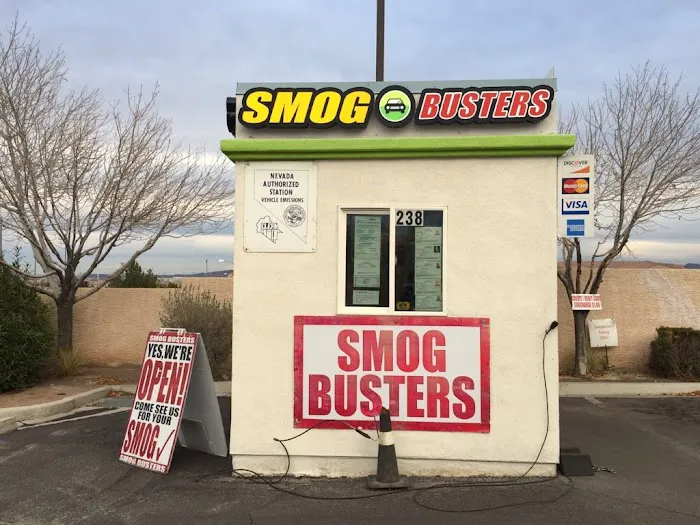 SMOG BUSTERS
NEVADA
AUTHORIZED
STATION
VEHICLE EMISSIONS
238
DISCOVER
MasterCard
VISA
SMOG
BUSTERS
SMOG BUSTERS
YES, WE'RE
OPEN!
COME SEE US
FOR YOUR
SMOG
SMOG BUSTERS